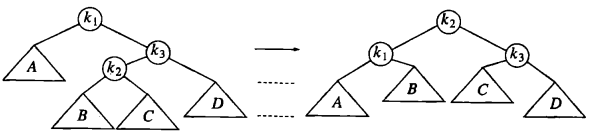 k₁ k₂
k₃ k₁ k₃
A k₂ B C
D A D
B C